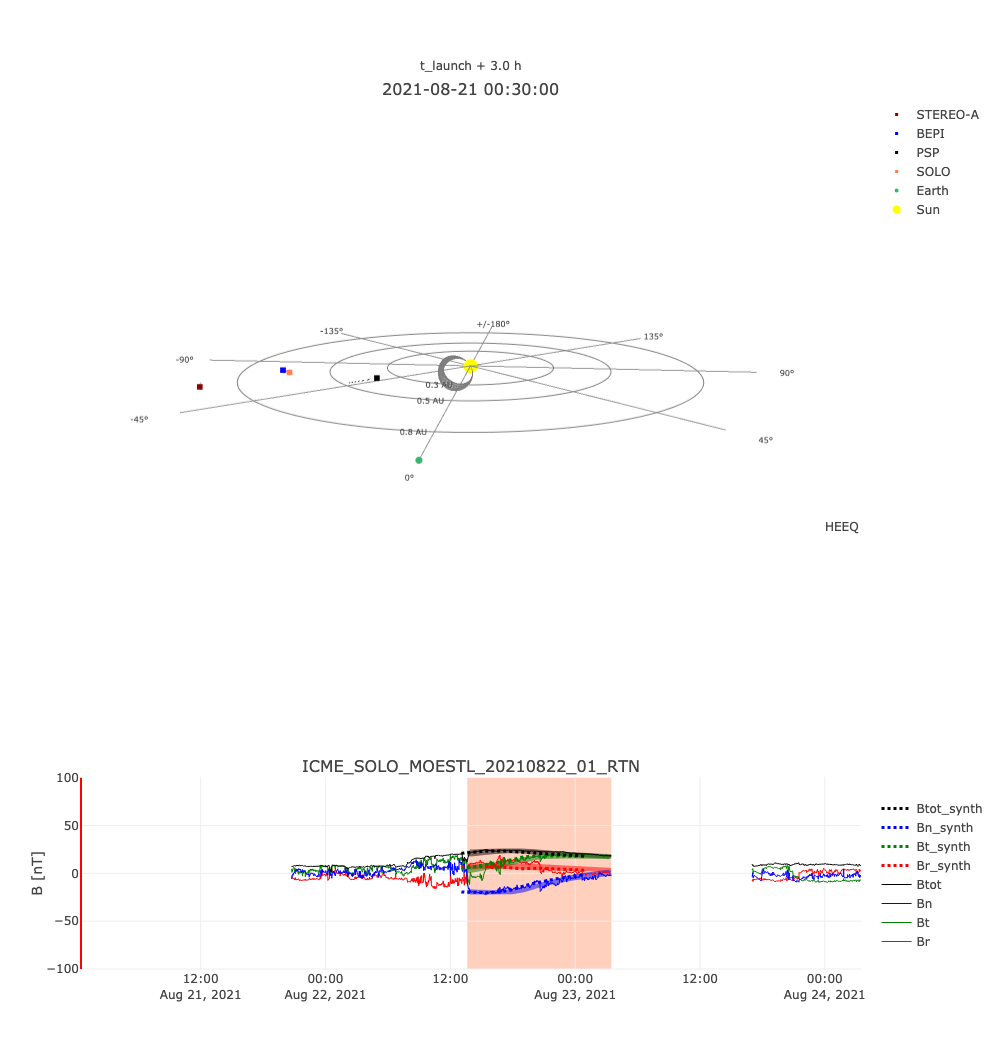 t_launch + 3.0 h
2021-08-21 00:30:00
STEREO-A
BEPI
PSP
SOLO
Earth
Sun
+/-180°
-135°
135°
-90°
90°
0.3 AU
0.5 AU
-45°
0.8 AU
45°
0°
HEEQ
ICME_SOLO_MOESTL_20210822_01_RTN
B [nT]
100
50
0
−50
−100
12:00
Aug 21, 2021
00:00
Aug 22, 2021
12:00
00:00
Aug 23, 2021
12:00
00:00
Aug 24, 2021
Btot_synth
Bn_synth
Bt_synth
Br_synth
Btot
Bn
Bt
Br